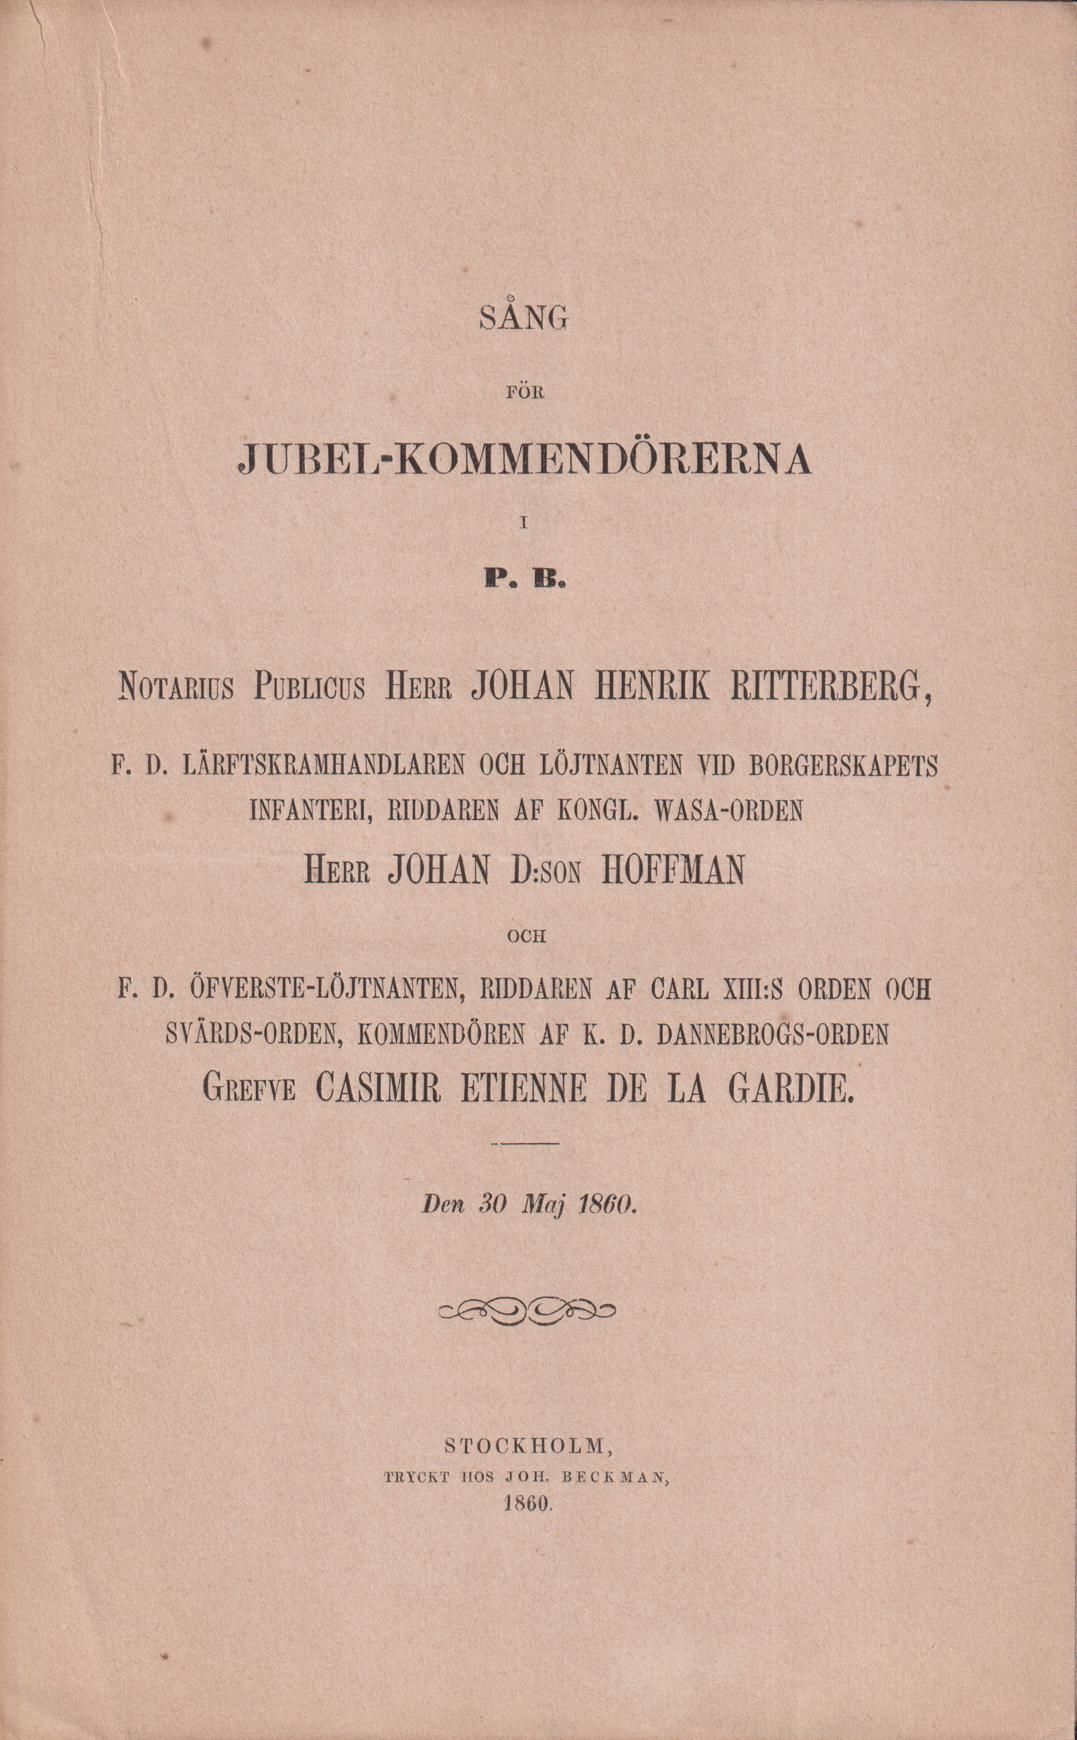 SÅNG
FÖR
JUBEL-KOMMENDÖRERNA
I
P. B.
NOTARIUS PUBLICUS HERR JOHAN HENRIK RITTERBERG,
F. D. LÄRFTSKRAMHANDLAREN OCH LÖJTNANTEN VID BORGERSKAPETS
INFANTERI, RIDDAREN AF KONGL. WASA-ORDEN
HERR JOHAN D:SON HOFFMAN
OCH
F. D. ÖFVERSTE-LÖJTNANTEN, RIDDAREN AF CARL XIII:S ORDEN OCH
SVÄRDS-ORDEN, KOMMENDÖREN AF K. D. DANNEBROGS-ORDEN
GREFVE CASIMIR ETIENNE DE LA GARDIE.
Den 30 Maj 1860.
STOCKHOLM,
TRYCKT HOS JOH. BECKMAN,
1860.